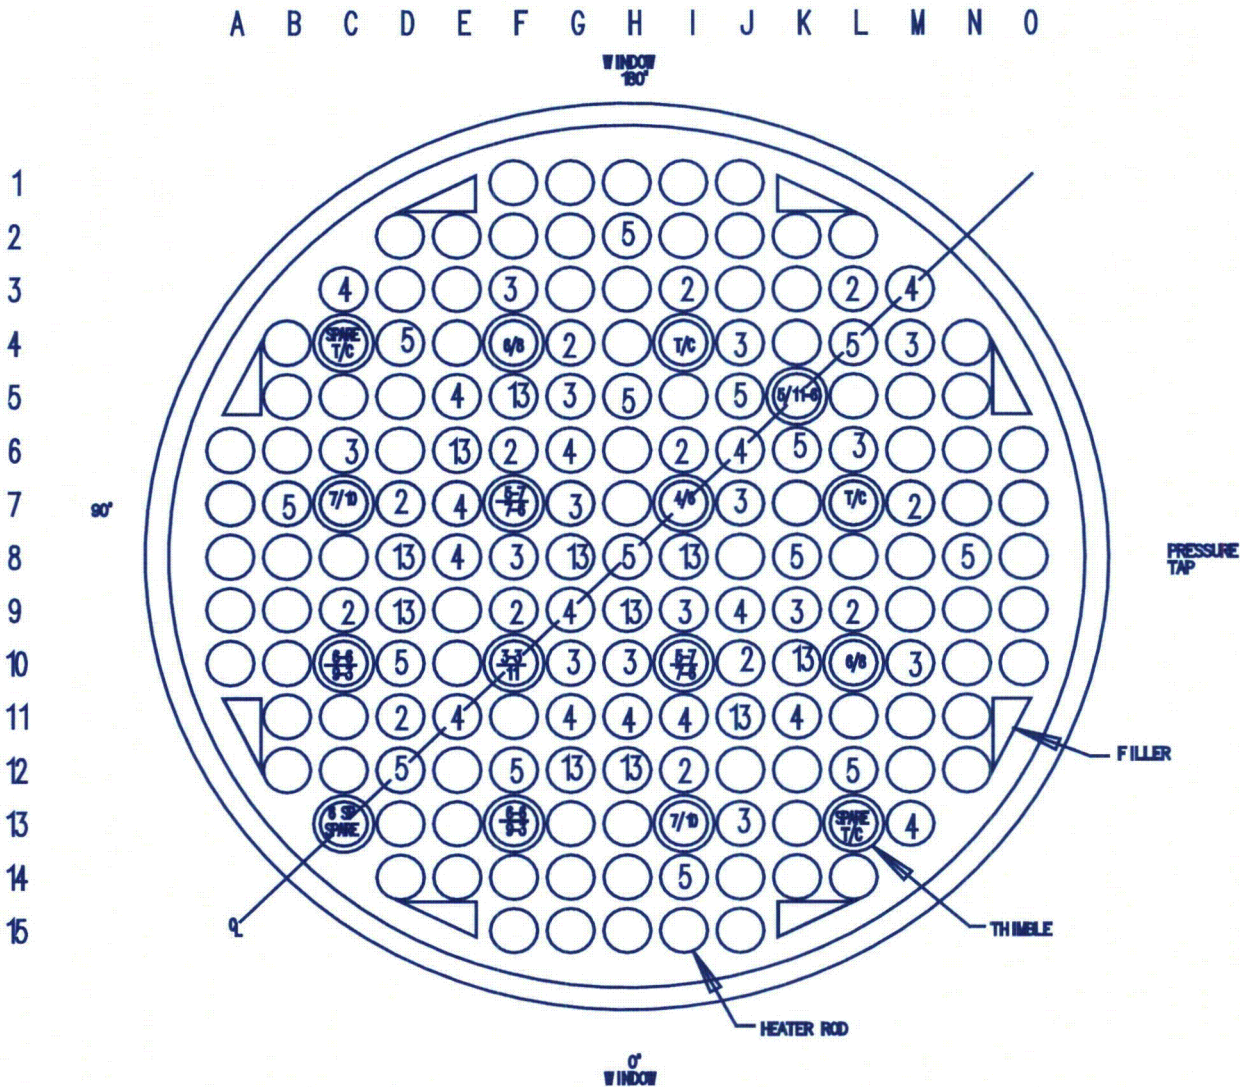 A B C D E F G H I J K L M N O
WINDOW
180°
1
2 5
3 4 3 2 2 4
4 SPARE T/C 5 6/8 2 T/C 3 5 3
5 4 13 3 5 5
6 3 13 2 4 2 4 5 3
90° 7 5 7/10 2 4 3 4/8 3 T/C 2
8 13 4 3 13 5 13 5 5
PRESSURE
TAP
9 2 13 2 4 13 3 4 3 2
10 5 3 3 2 13 6/8 3
11 2 4 4 4 4 13 4
FILLER
12 5 5 13 13 2 5
13 SPARE 7/10 3 SPARE T/C 4
14 5
15
THIMBLE
HEATER ROD
0°
WINDOW